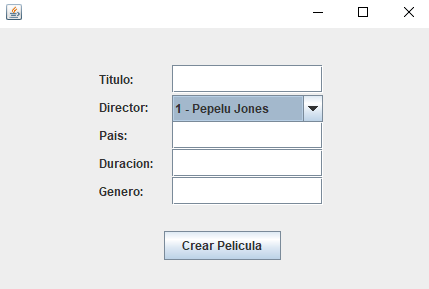 Titulo:
Director: 1 - Pepelu Jones
Pais:
Duracion:
Genero:
Crear Pelicula